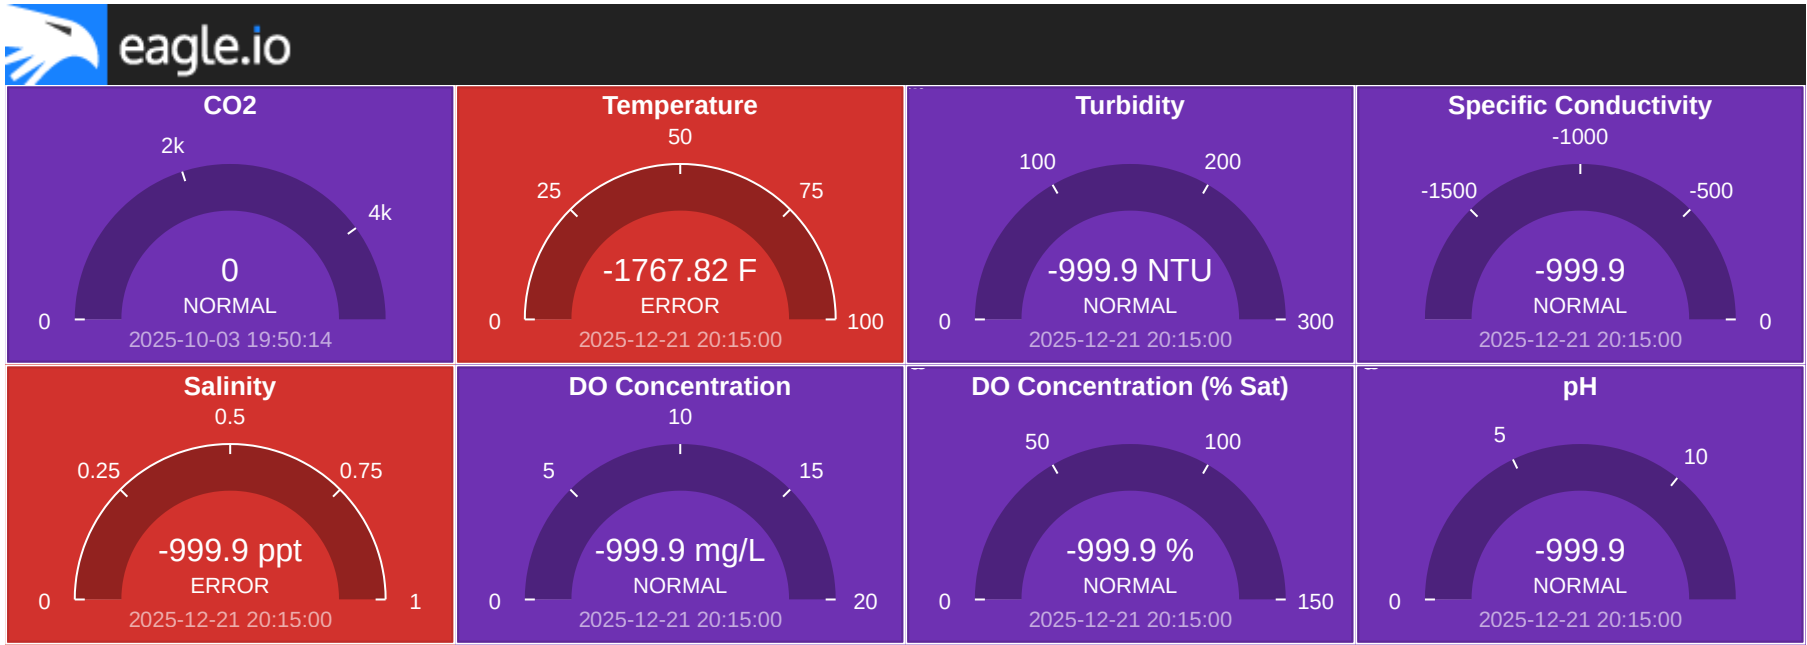 eagle.io
CO2
2k
4k
0
NORMAL
0
2025-10-03 19:50:14
Temperature
50
25
75
-1767.82 F
ERROR
0
100
2025-12-21 20:15:00
Turbidity
100
200
-999.9 NTU
NORMAL
0
300
2025-12-21 20:15:00
Specific Conductivity
-1000
-1500
-500
-999.9
NORMAL
0
2025-12-21 20:15:00
Salinity
0.5
0.25
0.75
-999.9 ppt
ERROR
0
1
2025-12-21 20:15:00
DO Concentration
10
5
15
-999.9 mg/L
NORMAL
0
20
2025-12-21 20:15:00
DO Concentration (% Sat)
50
100
-999.9 %
NORMAL
0
150
2025-12-21 20:15:00
pH
5
10
-999.9
NORMAL
0
2025-12-21 20:15:00